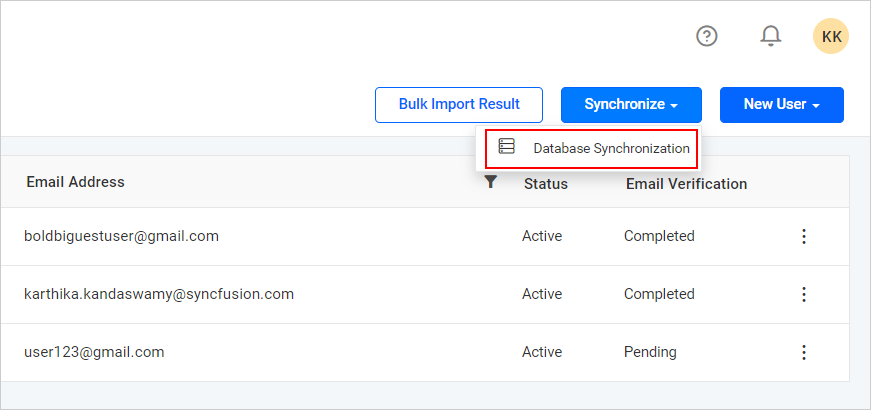 KK
Bulk Import Result
Synchronize
New User
Database Synchronization
Email Address
Status
Email Verification
boldbiguestuser@gmail.com
Active
Completed
karthika.kandaswamy@syncfusion.com
Active
Completed
user123@gmail.com
Active
Pending